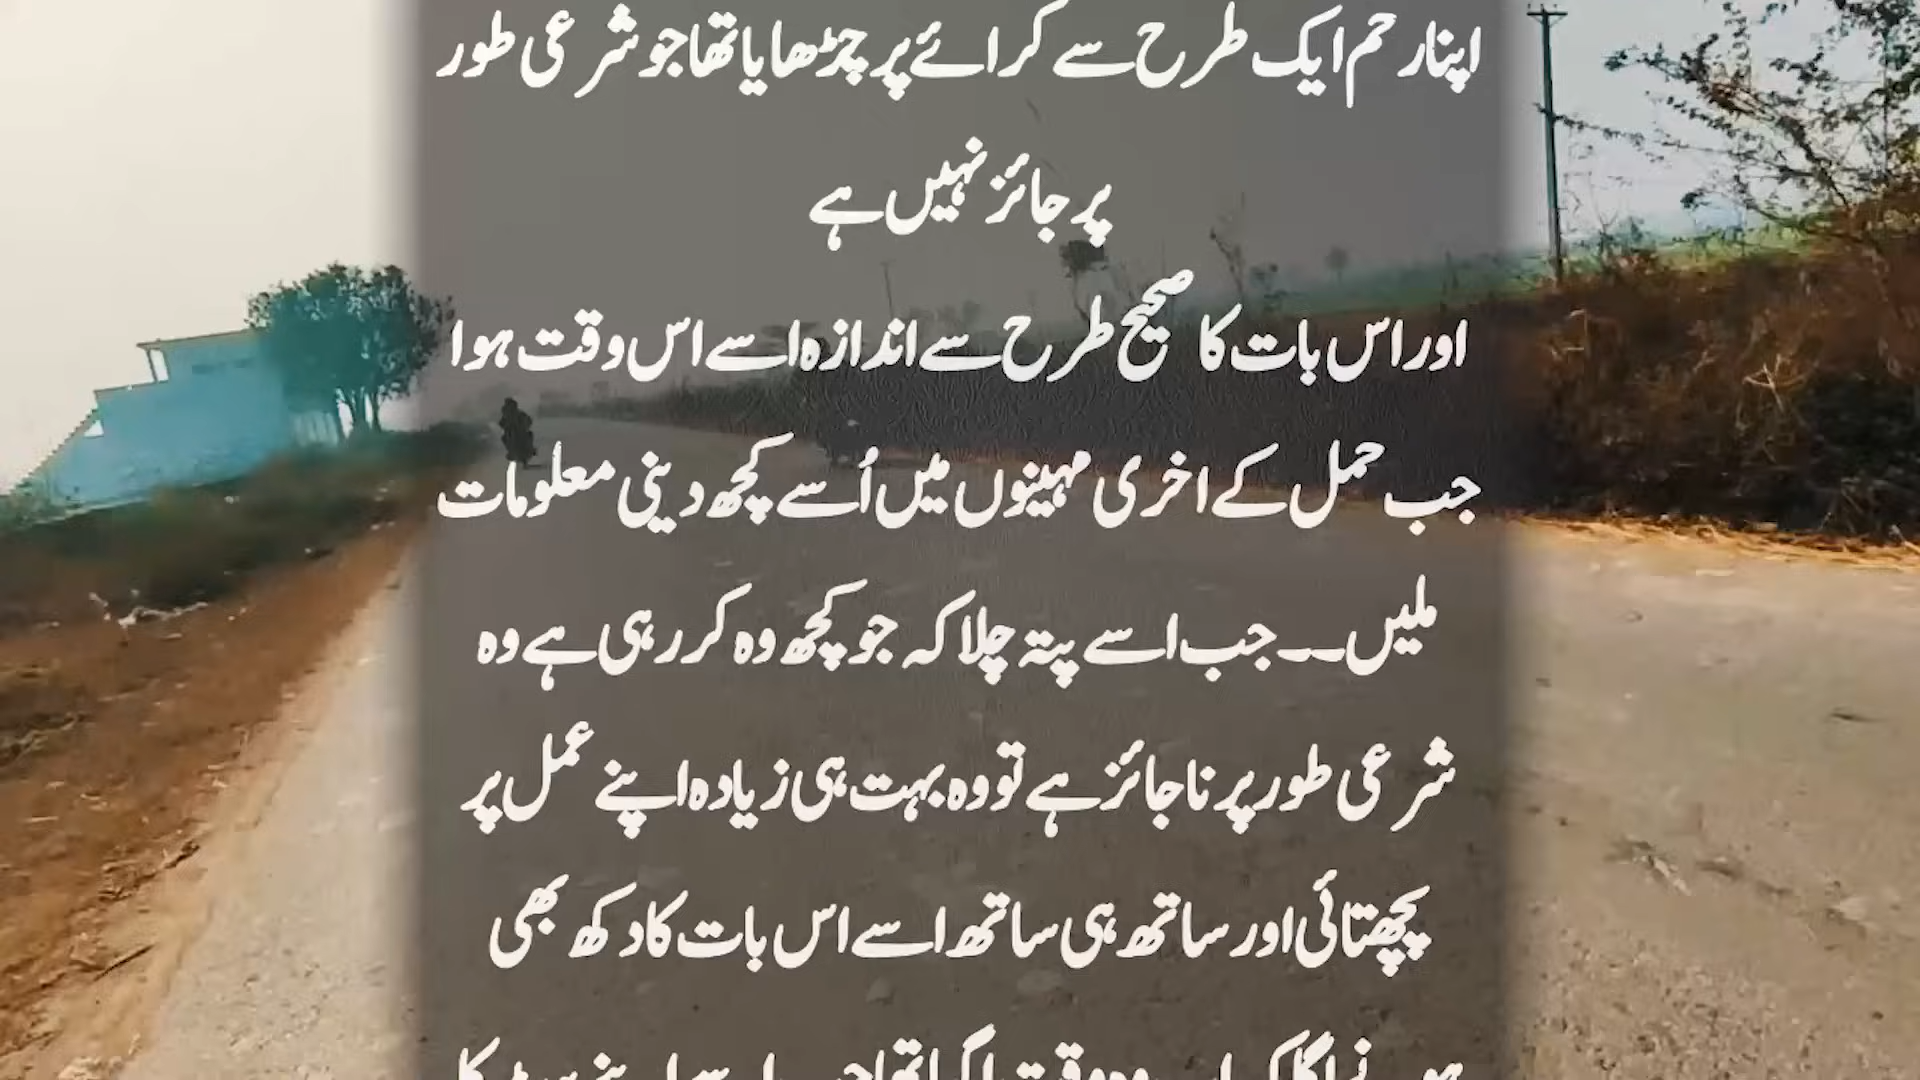 اپنا رحم ایک طرح سے کرائے پر چڑھایا تھا جو شرعی طور
پر جائز نہیں ہے
اور اس بات کا صحیح طرح سے اندازہ اسے اس وقت ہوا
جب حمل کے اخری مہینوں میں اُسے کچھ دینی معلومات
ملیں۔۔ جب اسے پتہ چلا کہ جو کچھ وہ کر رہی ہے وہ
شرعی طور پر ناجائز ہے تو وہ بہت ہی زیادہ اپنے عمل پر
پچھتائی اور ساتھ ہی ساتھ اسے اس بات کا دکھ بھی